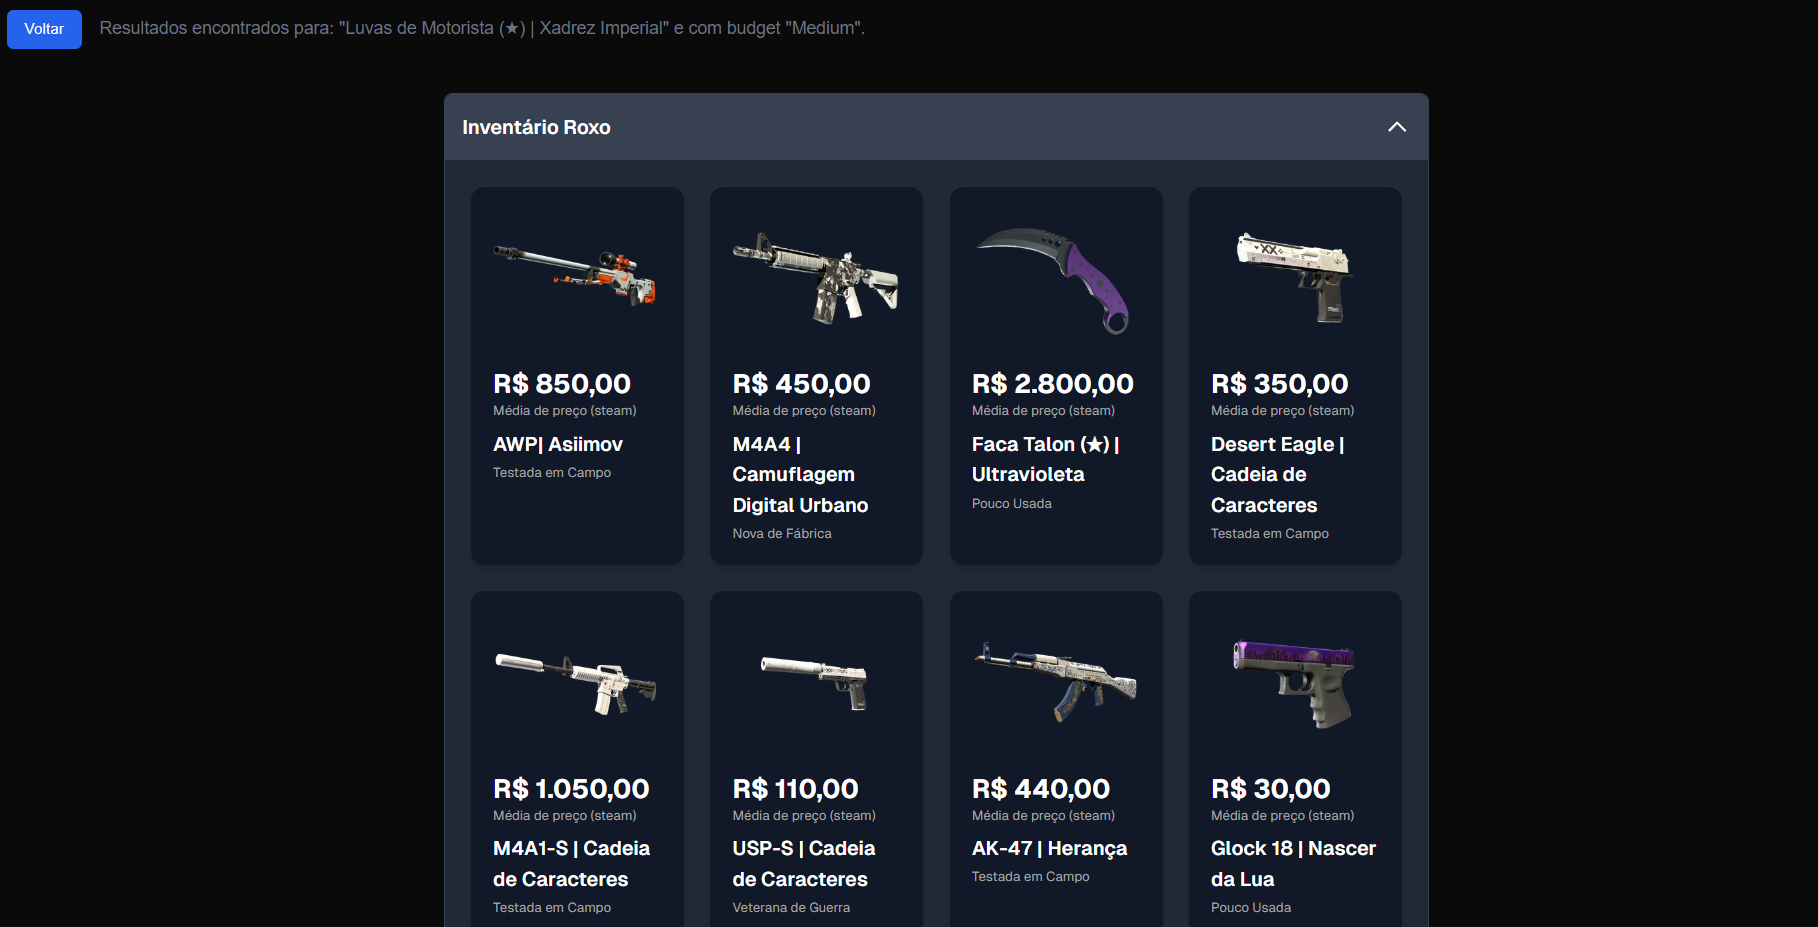 Voltar
Resultados encontrados para: "Luvas de Motorista (★) | Xadrez Imperial" e com budget "Medium".
Inventário Roxo
R$ 850,00
Média de preço (steam)
AWP| Asiimov
Testada em Campo
R$ 450,00
Média de preço (steam)
M4A4 |
Camuflagem
Digital Urbano
Nova de Fábrica
R$ 2.800,00
Média de preço (steam)
Faca Talon (★) |
Ultravioleta
Pouco Usada
R$ 350,00
Média de preço (steam)
Desert Eagle |
Cadeia de
Caracteres
Testada em Campo
R$ 1.050,00
Média de preço (steam)
M4A1-S | Cadeia
de Caracteres
Testada em Campo
R$ 110,00
Média de preço (steam)
USP-S | Cadeia
de Caracteres
Veterana de Guerra
R$ 440,00
Média de preço (steam)
AK-47 | Herança
Testada em Campo
R$ 30,00
Média de preço (steam)
Glock 18 | Nascer
da Lua
Pouco Usada